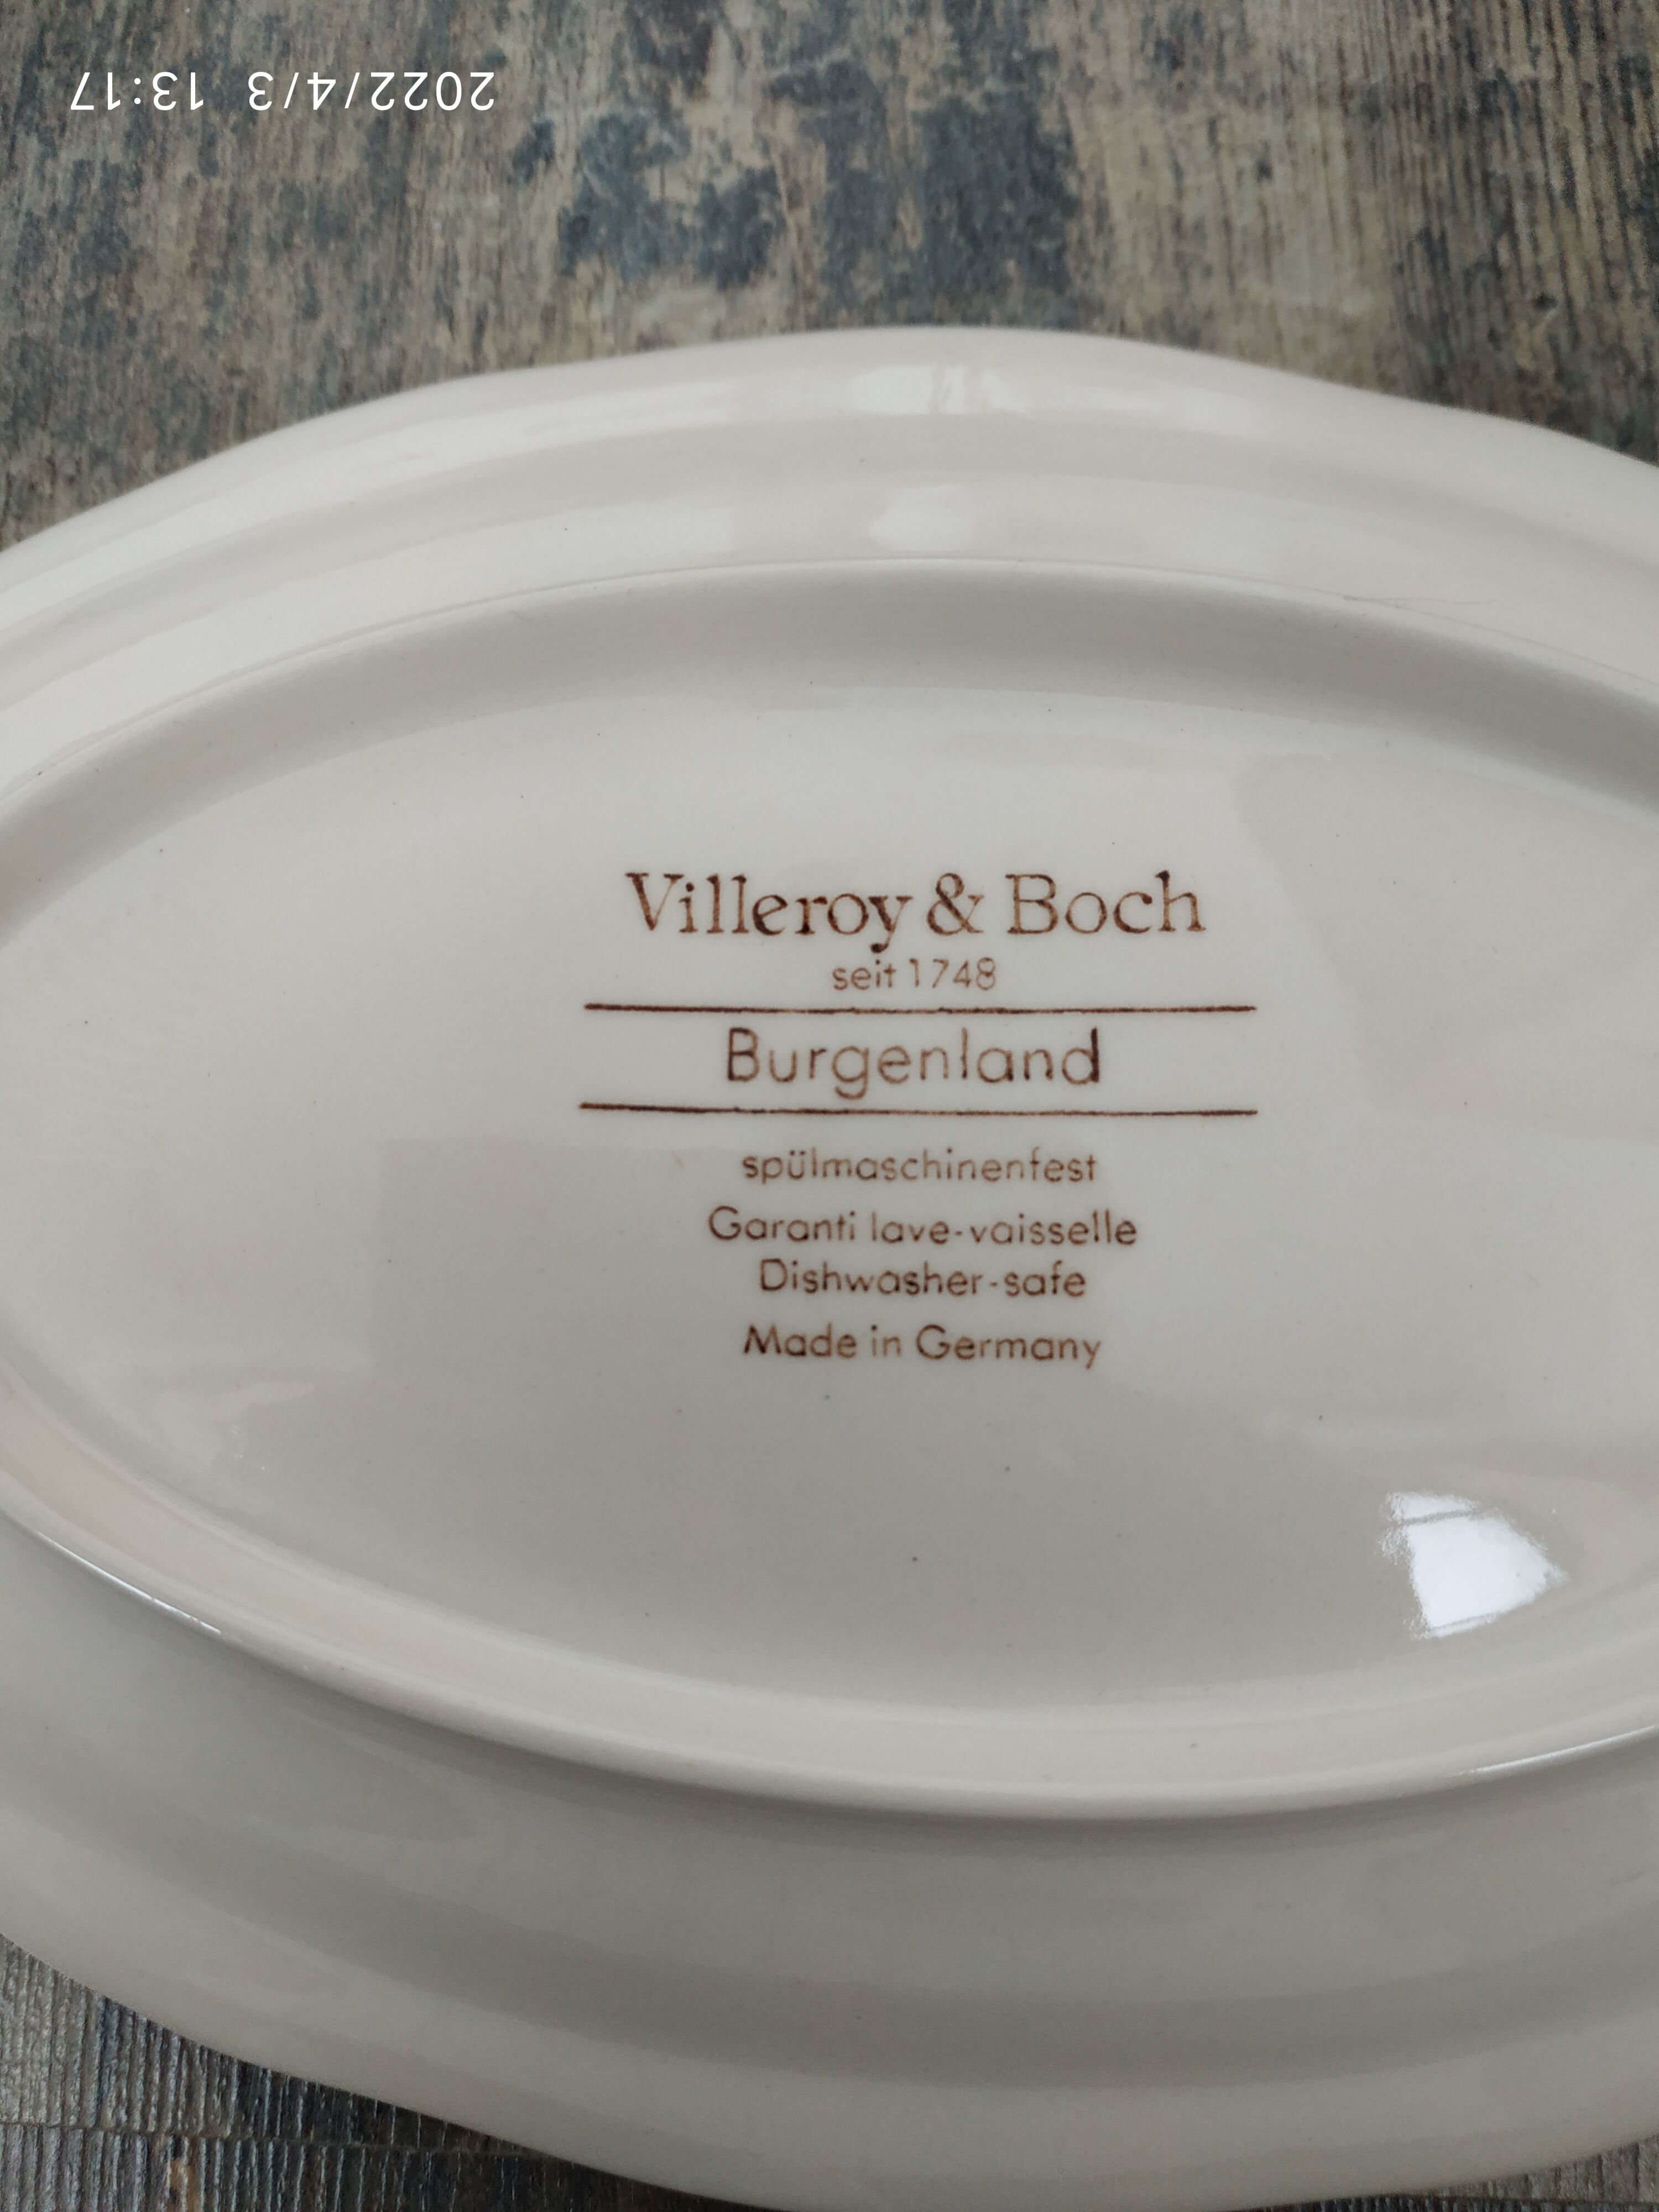 2022/4/3 13:17
Villeroy & Boch
seit 1748
Burgenland
spülmaschinenfest
Garanti lave-vaisselle
Dishwasher-safe
Made in Germany